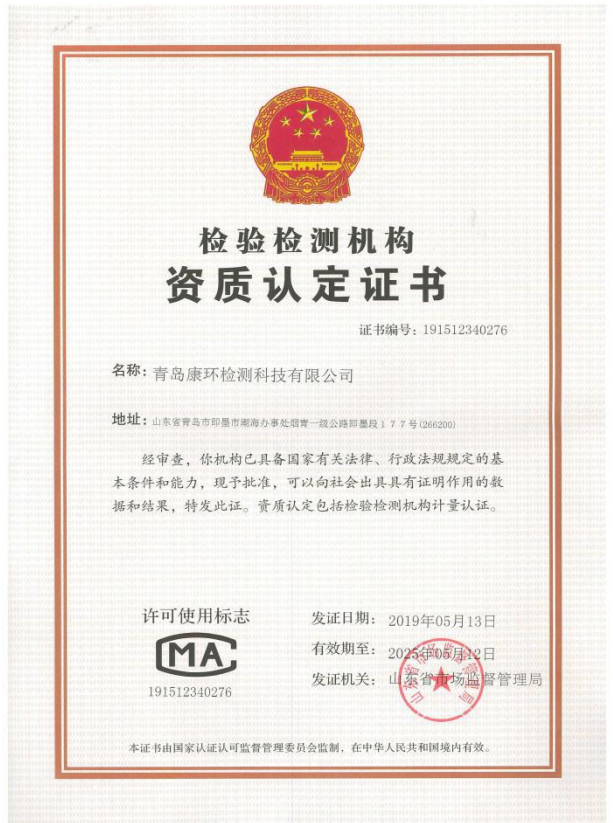 检验检测机构
资质认定证书
证书编号：191512340276
名称：青岛康环检测科技有限公司
地址：山东省青岛市即墨市潮海办事处烟青一级公路即墨段１７７号(266200)
经审查，你机构已具备国家有关法律、行政法规规定的基
本条件和能力，现予批准，可以向社会出具具有证明作用的数
据和结果，特发此证。资质认定包括检验检测机构计量认证。
许可使用标志
MA
191512340276
发证日期：2019年05月13日
有效期至：2025年05月12日
发证机关：山东省市场监督管理局
山东省市场监督管理局
本证书由国家认证认可监督管理委员会监制，在中华人民共和国境内有效。